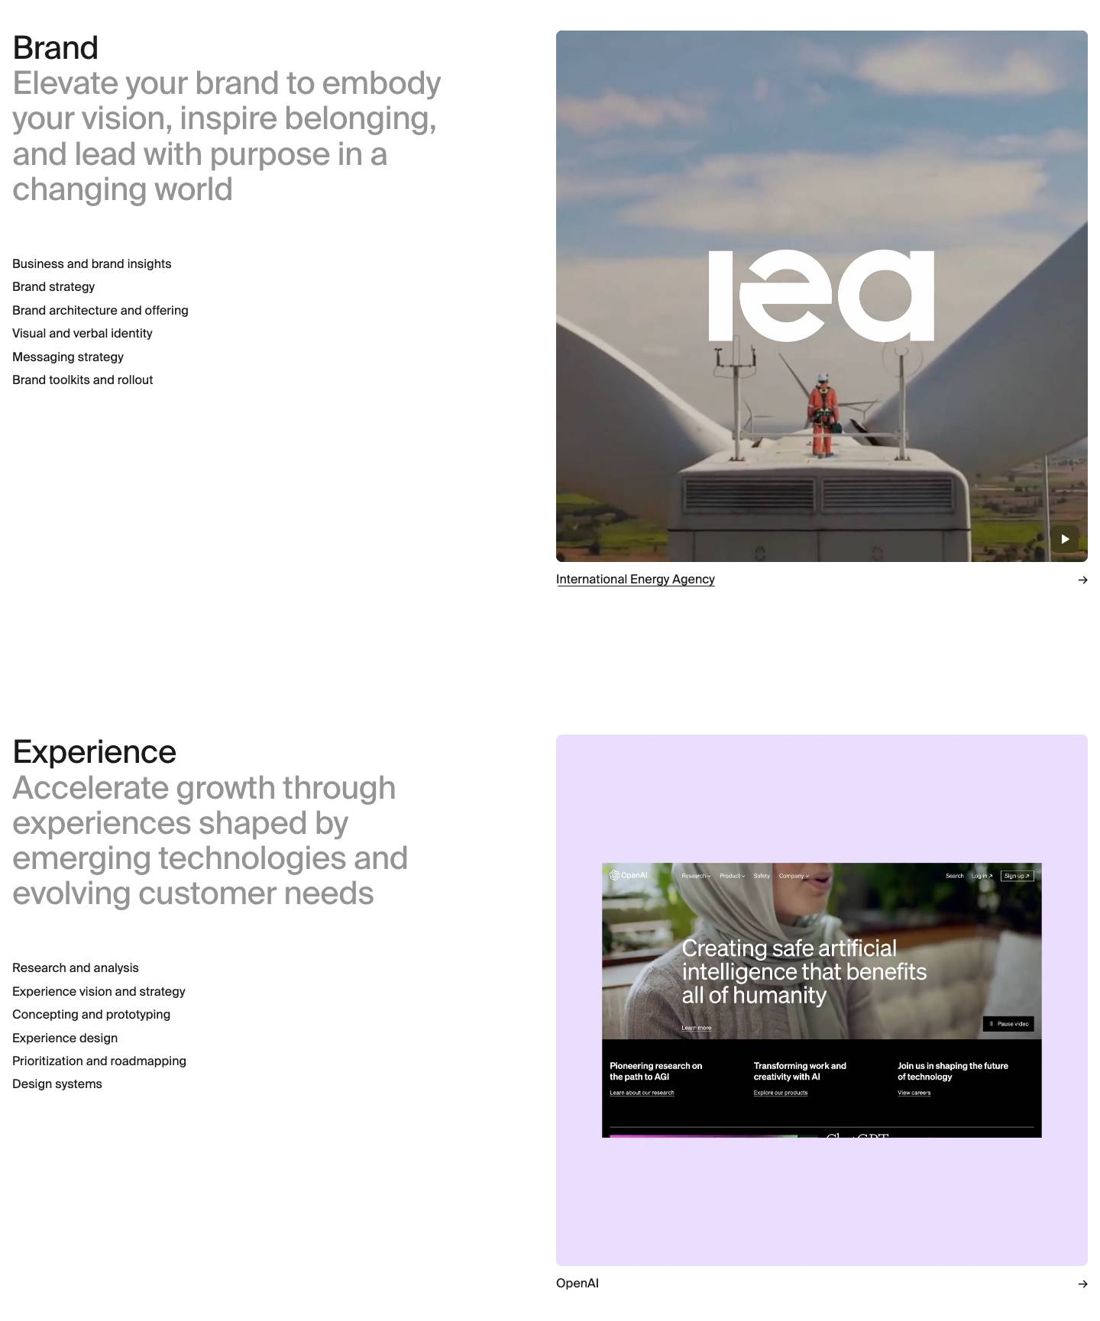 Brand
Elevate your brand to embody
your vision, inspire belonging,
and lead with purpose in a
changing world
Business and brand insights
Brand strategy
Brand architecture and offering
Visual and verbal identity
Messaging strategy
Brand toolkits and rollout
iea
International Energy Agency →
Experience
Accelerate growth through
experiences shaped by
emerging technologies and
evolving customer needs
Research and analysis
Experience vision and strategy
Concepting and prototyping
Experience design
Prioritization and roadmapping
Design systems
OpenAI Research Product Safety Company Search Log in ↗ Sign up ↗
Creating safe artificial
intelligence that benefits
all of humanity
Learn more
Pause video
Pioneering research on
the path to AGI
Learn about our research
Transforming work and
creativity with AI
Explore our products
Join us in shaping the future
of technology
View careers
ChatGPT
OpenAI →